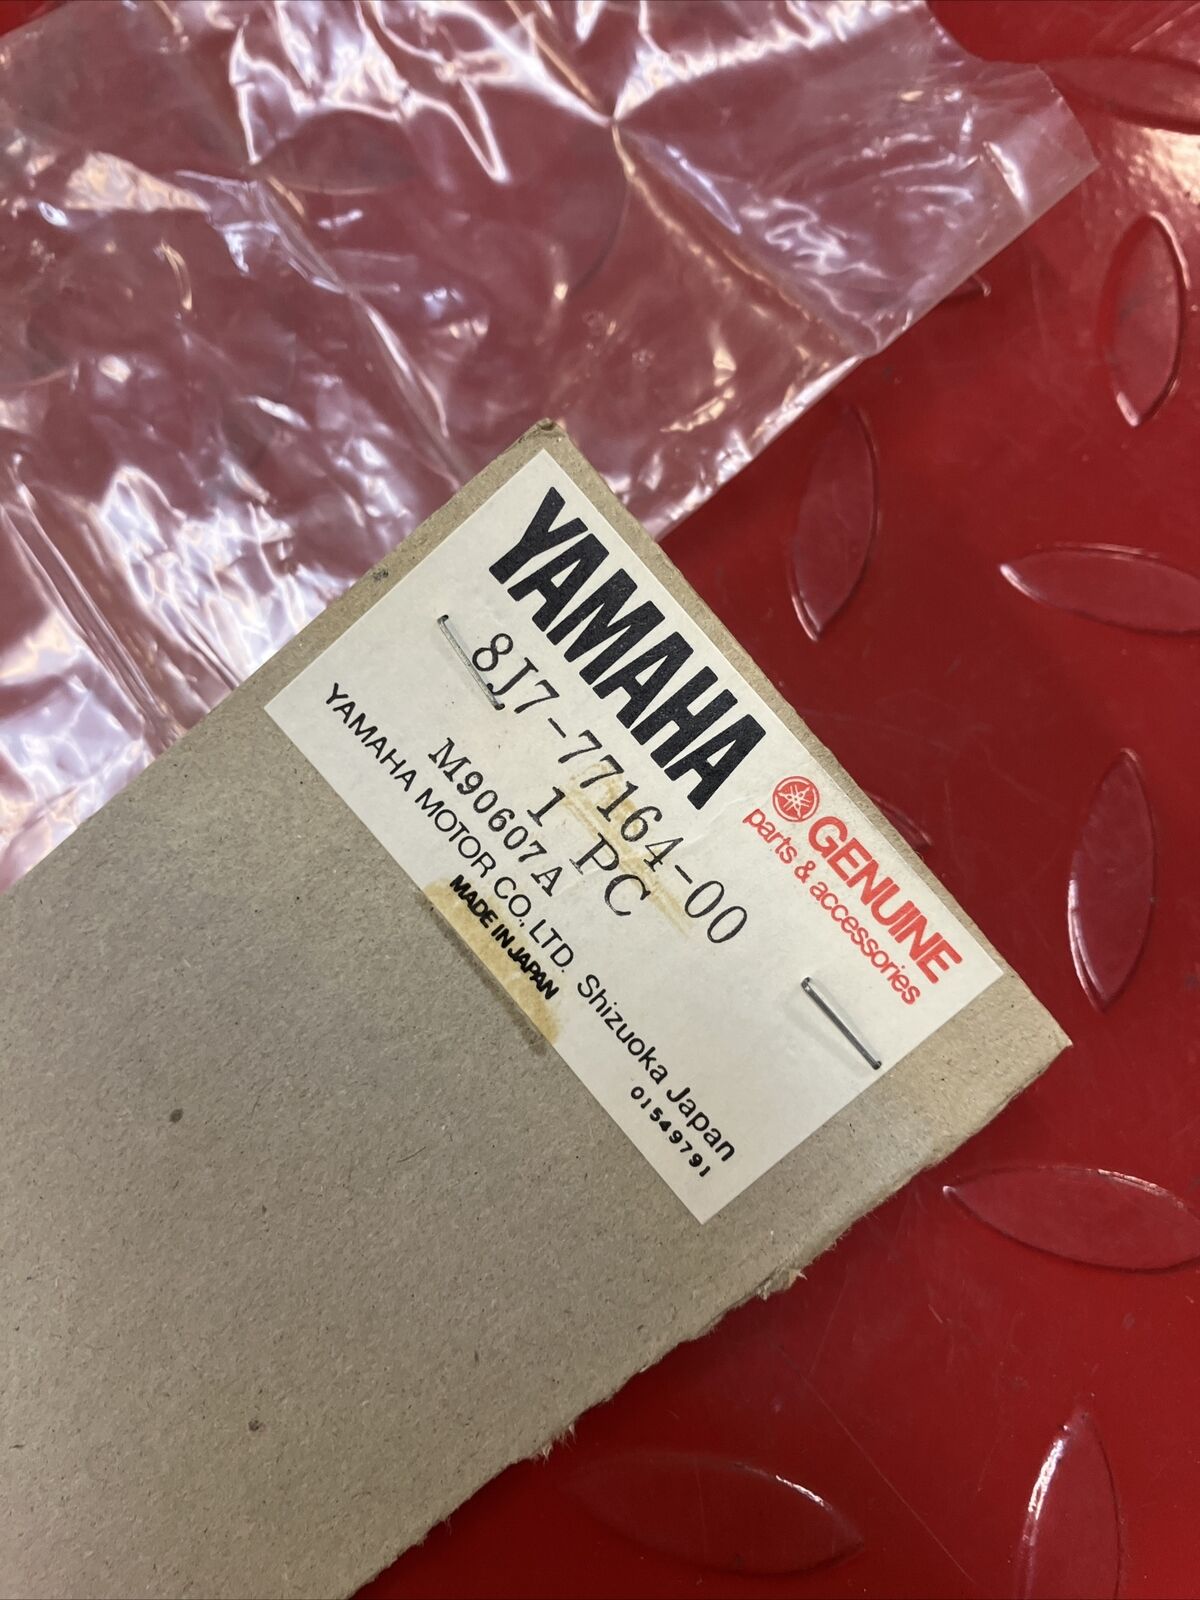 YAMAHA
GENUINE
parts & accessories
8J7-77164-00
1 PC
M90607A
YAMAHA MOTOR CO., LTD. Shizuoka Japan
MADE IN JAPAN
01549791